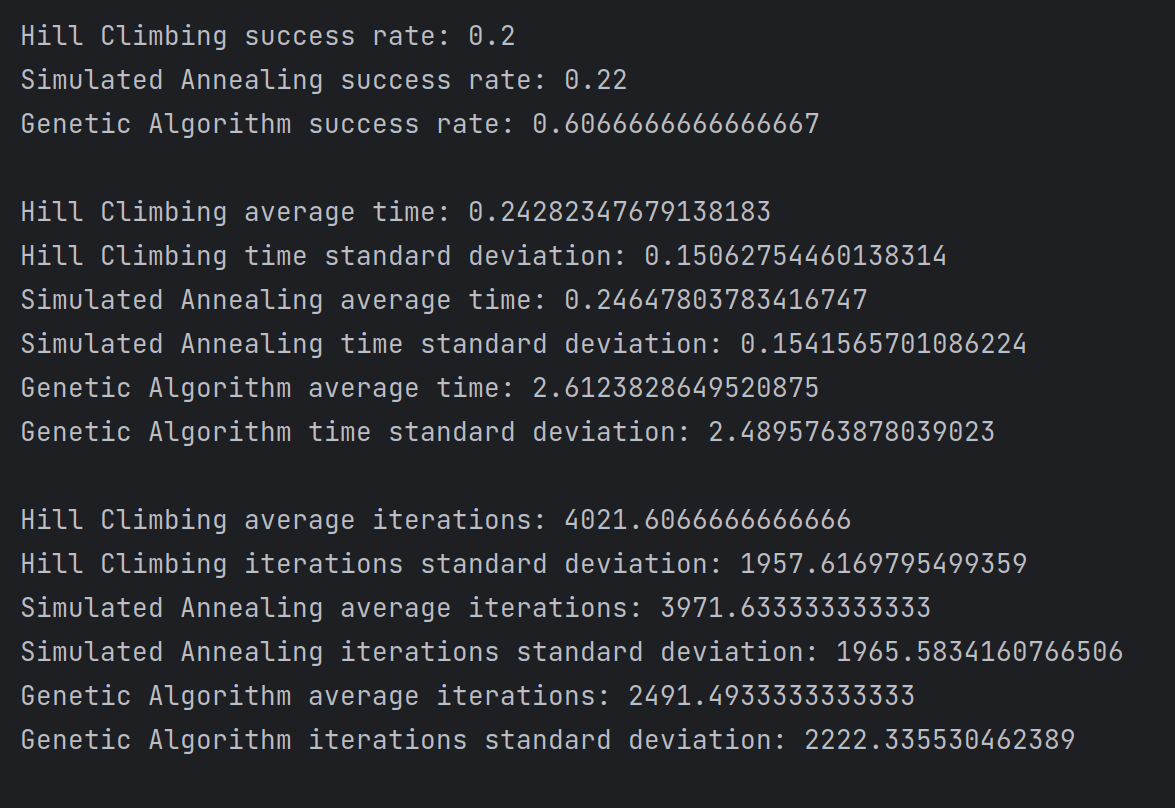 Hill Climbing success rate: 0.2
Simulated Annealing success rate: 0.22
Genetic Algorithm success rate: 0.6066666666666667
Hill Climbing average time: 0.24282347679138183
Hill Climbing time standard deviation: 0.15062754460138314
Simulated Annealing average time: 0.24647803783416747
Simulated Annealing time standard deviation: 0.1541565701086224
Genetic Algorithm average time: 2.6123828649520875
Genetic Algorithm time standard deviation: 2.4895763878039023
Hill Climbing average iterations: 4021.6066666666666
Hill Climbing iterations standard deviation: 1957.6169795499359
Simulated Annealing average iterations: 3971.633333333333
Simulated Annealing iterations standard deviation: 1965.5834160766506
Genetic Algorithm average iterations: 2491.4933333333333
Genetic Algorithm iterations standard deviation: 2222.335530462389